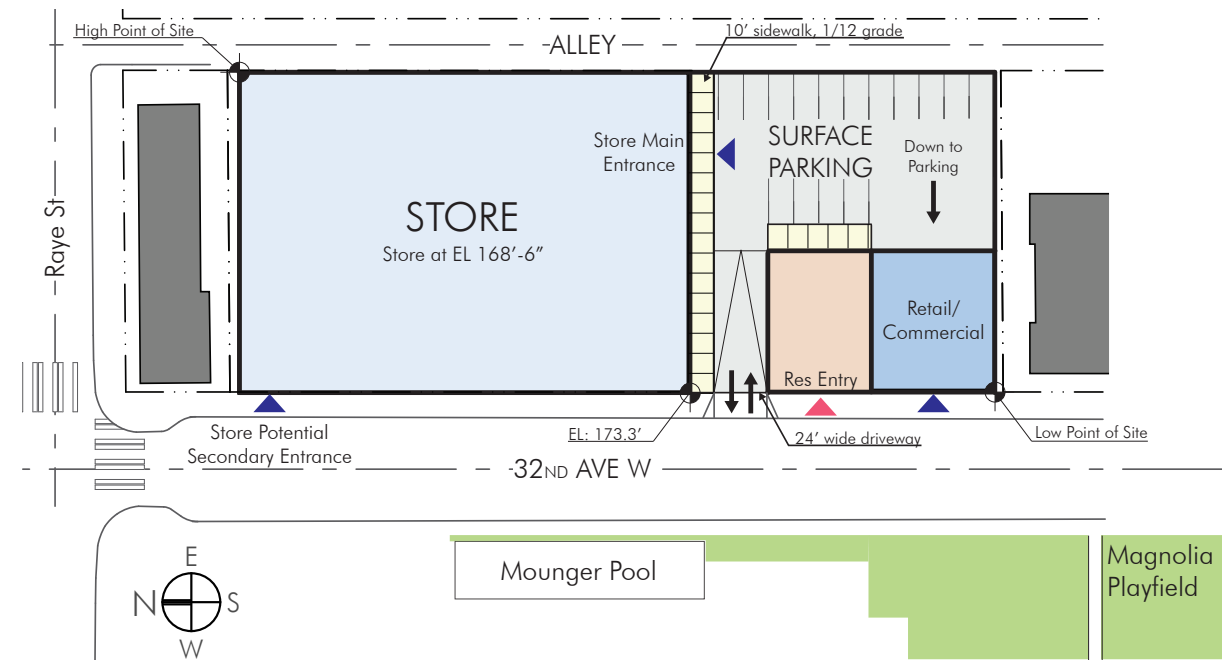 High Point of Site
ALLEY
10’ sidewalk, 1/12 grade
Store Main
Entrance
SURFACE
PARKING
Down to
Parking
Raye St
STORE
Store at EL 168’-6”
Retail/
Commercial
Res Entry
Store Potential
Secondary Entrance
EL: 173.3’
24’ wide driveway
Low Point of Site
32ND AVE W
E
N
S
W
Mounger Pool
Magnolia
Playfield